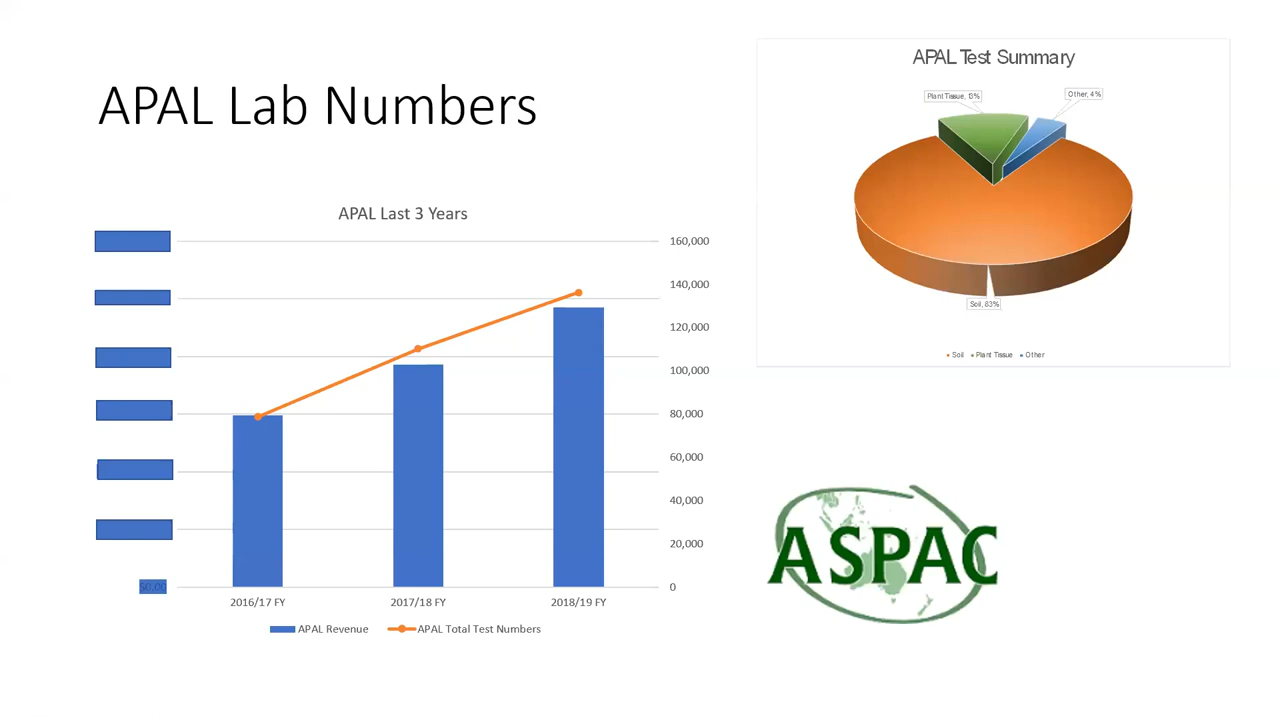 APAL Lab Numbers
APAL Last 3 Years
160,000
140,000
120,000
100,000
80,000
60,000
40,000
20,000
0
$0.00
2016/17 FY
2017/18 FY
2018/19 FY
APAL Revenue
APAL Total Test Numbers
APAL Test Summary
Plant Tissue, 13%
Other, 4%
Soil, 83%
Soil
Plant Tissue
Other
ASPAC